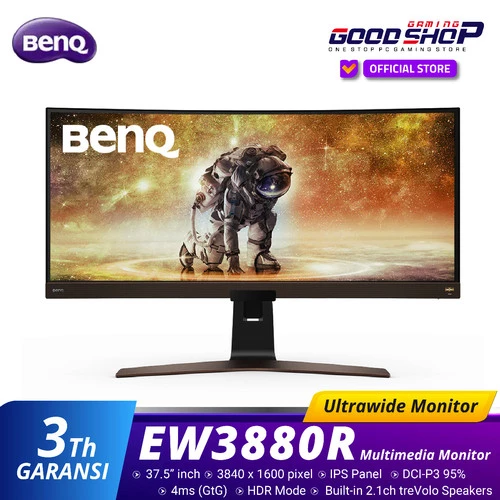 BenQ
GAMING
GOODSHOP
ONE STOP PC GAMING STORE
OFFICIAL STORE
BenQ
BenQ
Ultrawide Monitor
3Th
GARANSI
EW3880R Multimedia Monitor
37.5” inch 3840 x 1600 pixel IPS Panel DCI-P3 95%
4ms (GtG) HDR Mode Built-in 2.1ch treVolo Speakers